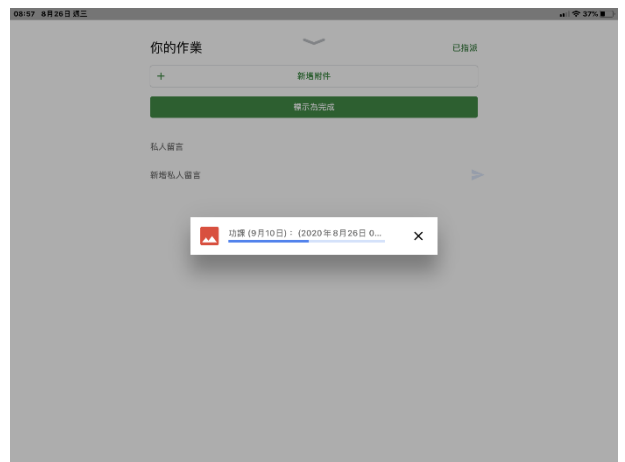 08:57 8月26日 週三
37%
你的作業
已指派
+ 新增附件
標示為完成
私人留言
新增私人留言
功課 (9月10日)： (2020年8月26日 0...